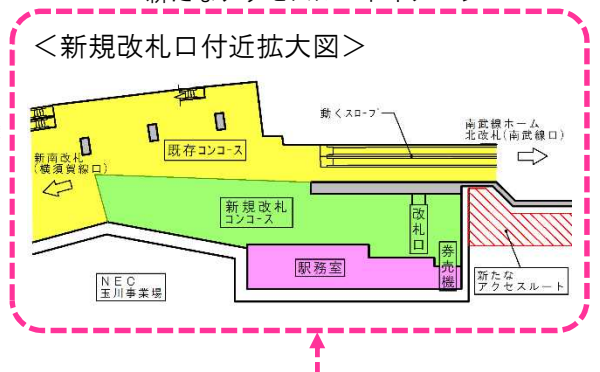 ＜新規改札口付近拡大図＞
動くスロープ
南武線ホーム
北改札(南武線口)
既存コンコース
新南改札
(横須賀線口)
新規改札
コンコース
改札口
券売機
駅務室
新たな
アクセスルート
NEC
玉川事業場